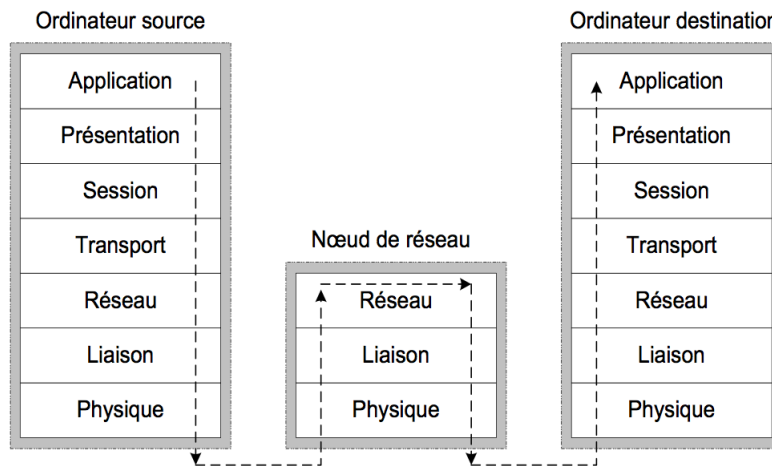 Ordinateur source
Application
Présentation
Session
Transport
Réseau
Liaison
Physique
Nœud de réseau
Réseau
Liaison
Physique
Ordinateur destination
Application
Présentation
Session
Transport
Réseau
Liaison
Physique